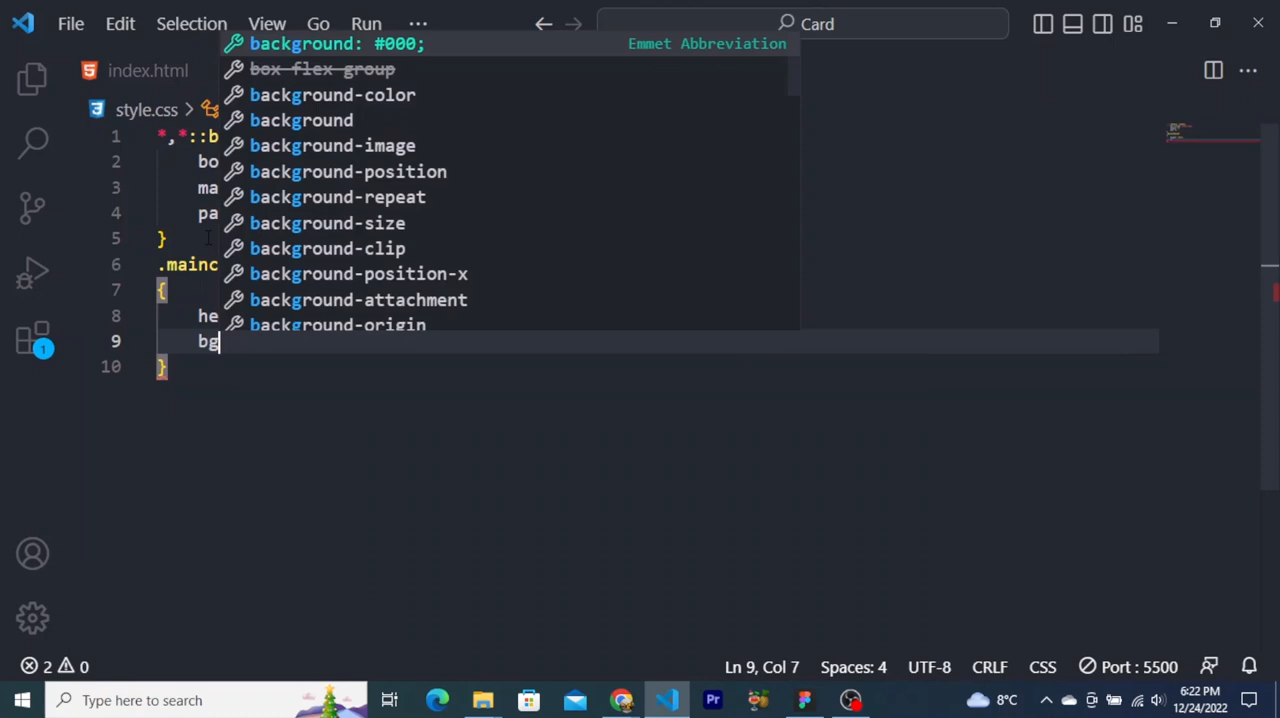 File Edit Selection View Go Run ··· Card
index.html
style.css >
background: #000; Emmet Abbreviation
box-flex-group
background-color
background
background-image
background-position
background-repeat
background-size
background-clip
background-position-x
background-attachment
background-origin
1 *,*::b
2 bo
3 ma
4 pa
5 }
6 .mainc
7 {
8 he
9 bg
10 }
1
2 0 Ln 9, Col 7 Spaces: 4 UTF-8 CRLF CSS Port : 5500
Type here to search Pr 8°C 6:22 PM
12/24/2022